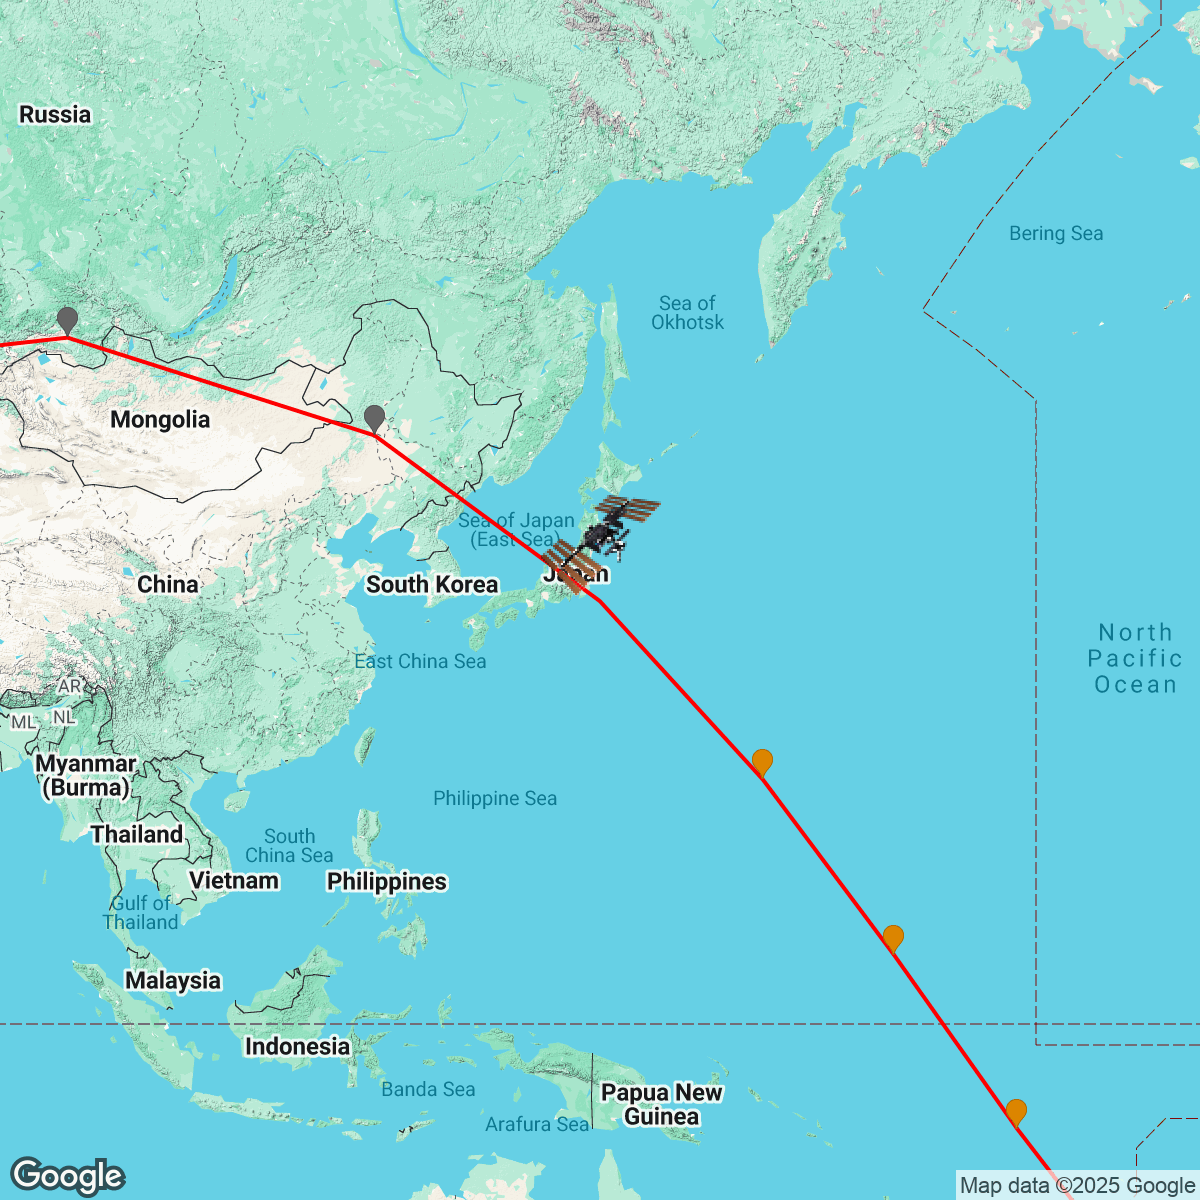 Russia
Bering Sea
Sea of
Okhotsk
Mongolia
Sea of Japan
(East Sea)
Japan
China
South Korea
North
Pacific
Ocean
East China Sea
AR
ML
NL
Myanmar
(Burma)
Philippine Sea
Thailand
South
China Sea
Vietnam
Philippines
Gulf of
Thailand
Malaysia
Indonesia
Banda Sea
Papua New
Guinea
Arafura Sea
Google
Map data ©2025 Google